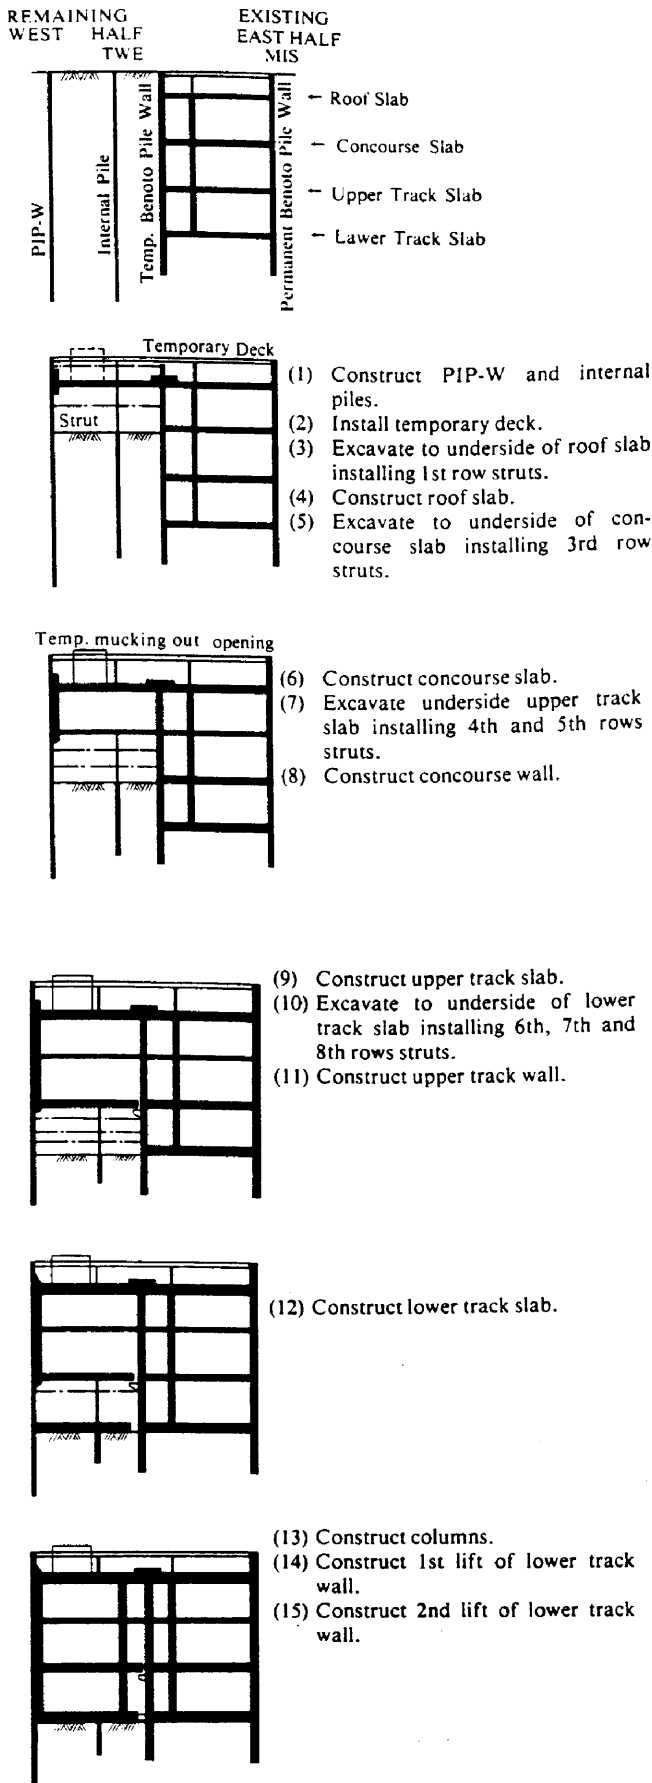 REMAINING
WEST HALF
TWE
EXISTING
EAST HALF
MIS
PIP-W
Internal Pile
Temp. Benoto Pile Wall
Permanent Benoto Pile Wall
← Roof Slab
← Concourse Slab
← Upper Track Slab
← Lawer Track Slab
Temporary Deck
Strut
(1) Construct PIP-W and internal
piles.
(2) Install temporary deck.
(3) Excavate to underside of roof slab
installing 1st row struts.
(4) Construct roof slab.
(5) Excavate to underside of con-
course slab installing 3rd row
struts.
Temp. mucking out opening
(6) Construct concourse slab.
(7) Excavate underside upper track
slab installing 4th and 5th rows
struts.
(8) Construct concourse wall.
(9) Construct upper track slab.
(10) Excavate to underside of lower
track slab installing 6th, 7th and
8th rows struts.
(11) Construct upper track wall.
(12) Construct lower track slab.
(13) Construct columns.
(14) Construct 1st lift of lower track
wall.
(15) Construct 2nd lift of lower track
wall.